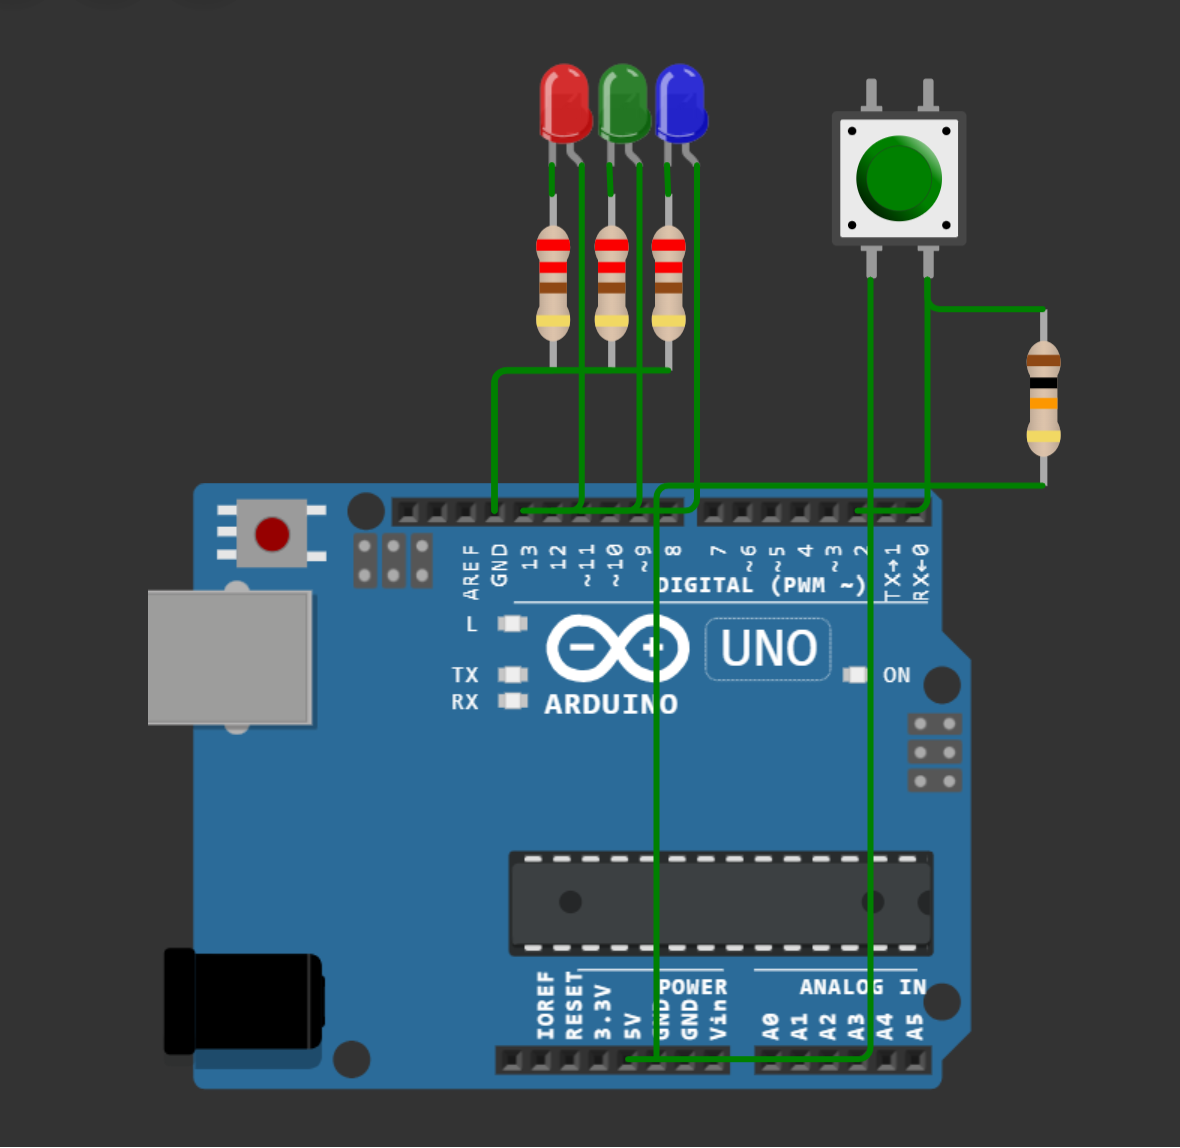 AREF
GND
13
12
~11
~10
~9
8
7
~6
~5
4
~3
2
TX→1
RX←0
DIGITAL (PWM ~)
L
TX
RX
ARDUINO
UNO
ON
IOREF
RESET
3.3V
5V
GND
GND
Vin
POWER
ANALOG IN
A0
A1
A2
A3
A4
A5